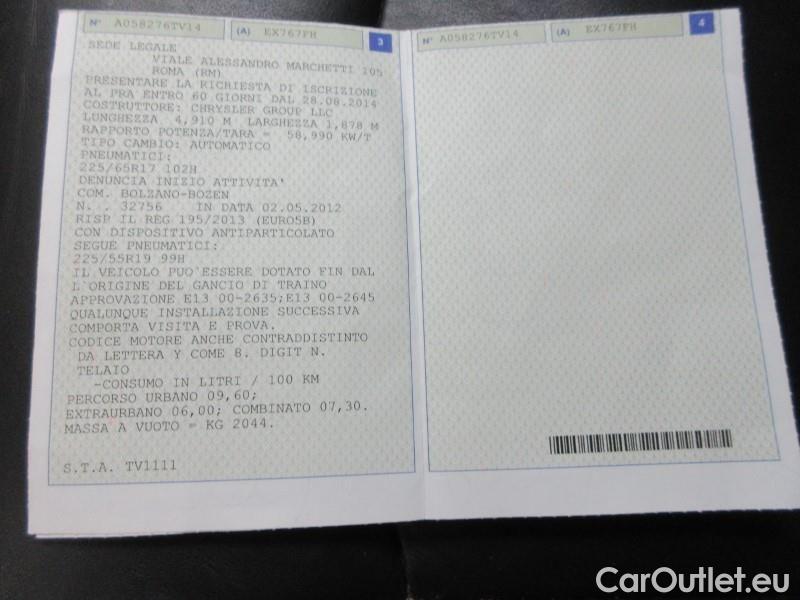 N° A058276TV14 (A) EX767FH 3
SEDE LEGALE
VIALE ALESSANDRO MARCHETTI 105
ROMA (RM)
PRESENTARE LA RICHIESTA DI ISCRIZIONE
AL PRA ENTRO 60 GIORNI DAL 28.08.2014
COSTRUTTORE: CHRYSLER GROUP LLC
LUNGHEZZA 4,910 M LARGHEZZA 1,878 M
RAPPORTO POTENZA/TARA = 58,990 KW/T
TIPO CAMBIO: AUTOMATICO
PNEUMATICI:
225/65R17 102H
DENUNCIA INIZIO ATTIVITA'
COM. BOLZANO-BOZEN
N. . . 32756 IN DATA 02.05.2012
RISP IL REG 195/2013 (EURO5B)
CON DISPOSITIVO ANTIPARTICOLATO
SEGUE PNEUMATICI:
225/55R19 99H
IL VEICOLO PUO'ESSERE DOTATO FIN DAL
L'ORIGINE DEL GANCIO DI TRAINO
APPROVAZIONE E13 00-2635;E13 00-2645
QUALUNQUE INSTALLAZIONE SUCCESSIVA
COMPORTA VISITA E PROVA.
CODICE MOTORE ANCHE CONTRADDISTINTO
DA LETTERA Y COME 8. DIGIT N.
TELAIO
-CONSUMO IN LITRI / 100 KM
PERCORSO URBANO 09,60;
EXTRAURBANO 06,00; COMBINATO 07,30.
MASSA A VUOTO = KG 2044.
S.T.A. TV1111
N° A058276TV14 (A) EX767FH 4
CarOutlet.eu